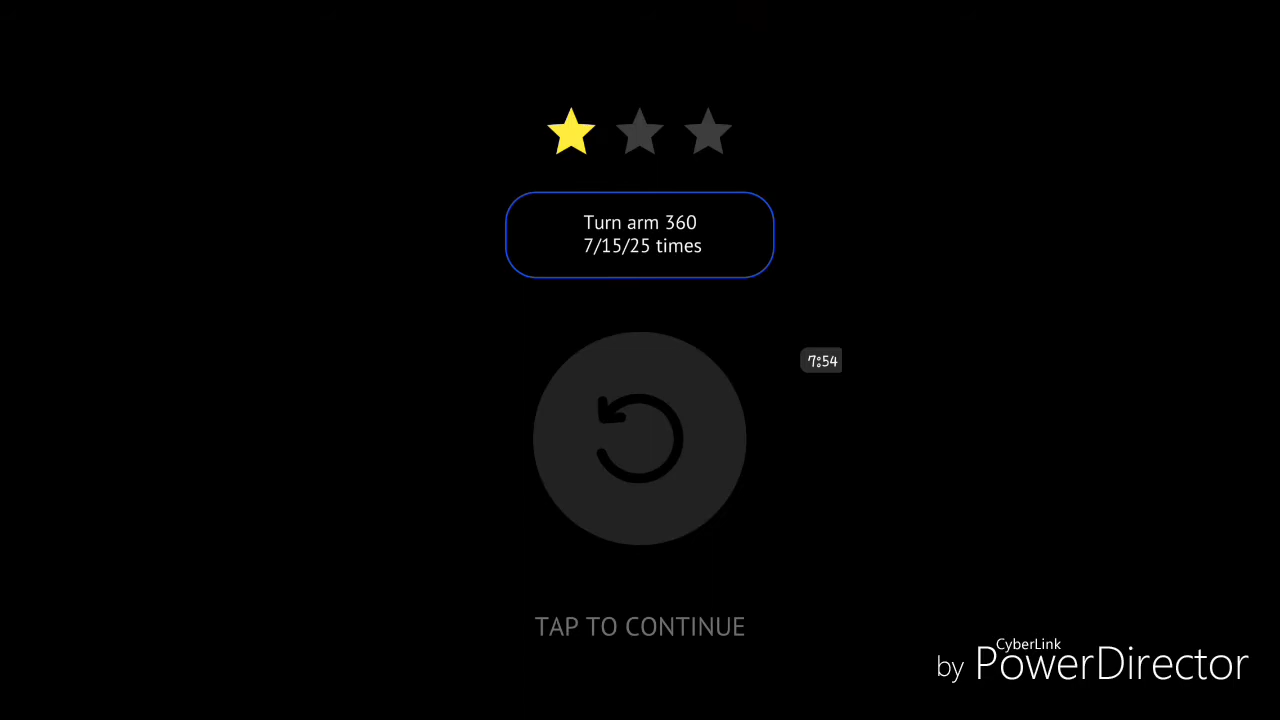 Turn arm 360
7/15/25 times
7:54
TAP TO CONTINUE
CyberLink
by PowerDirector